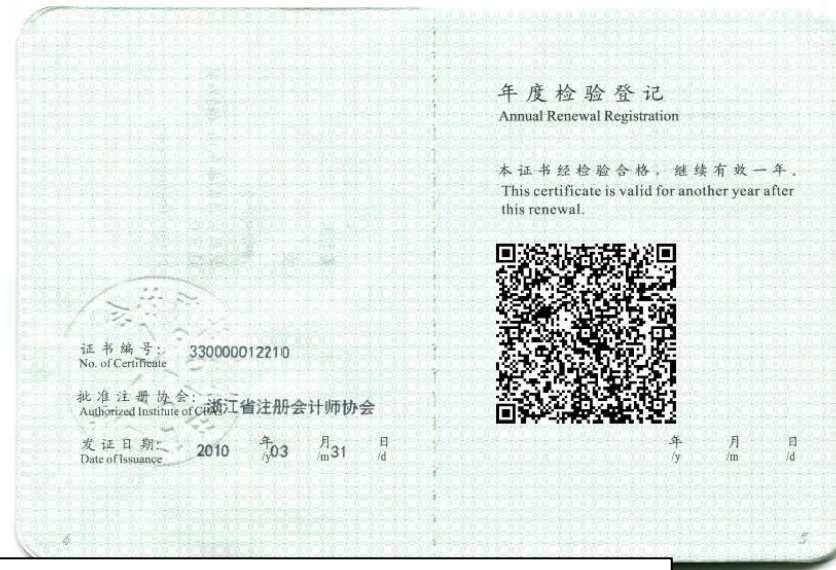 证书编号: 330000012210
No. of Certificate
批准注册协会: 浙江省注册会计师协会
Authorized Institute of CPAs
发证日期: 2010 年 03 月 31 日
Date of Issuance /y /m /d
4
年度检验登记
Annual Renewal Registration
本证书经检验合格，继续有效一年。
This certificate is valid for another year after
this renewal.
年 月 日
/y /m /d
5